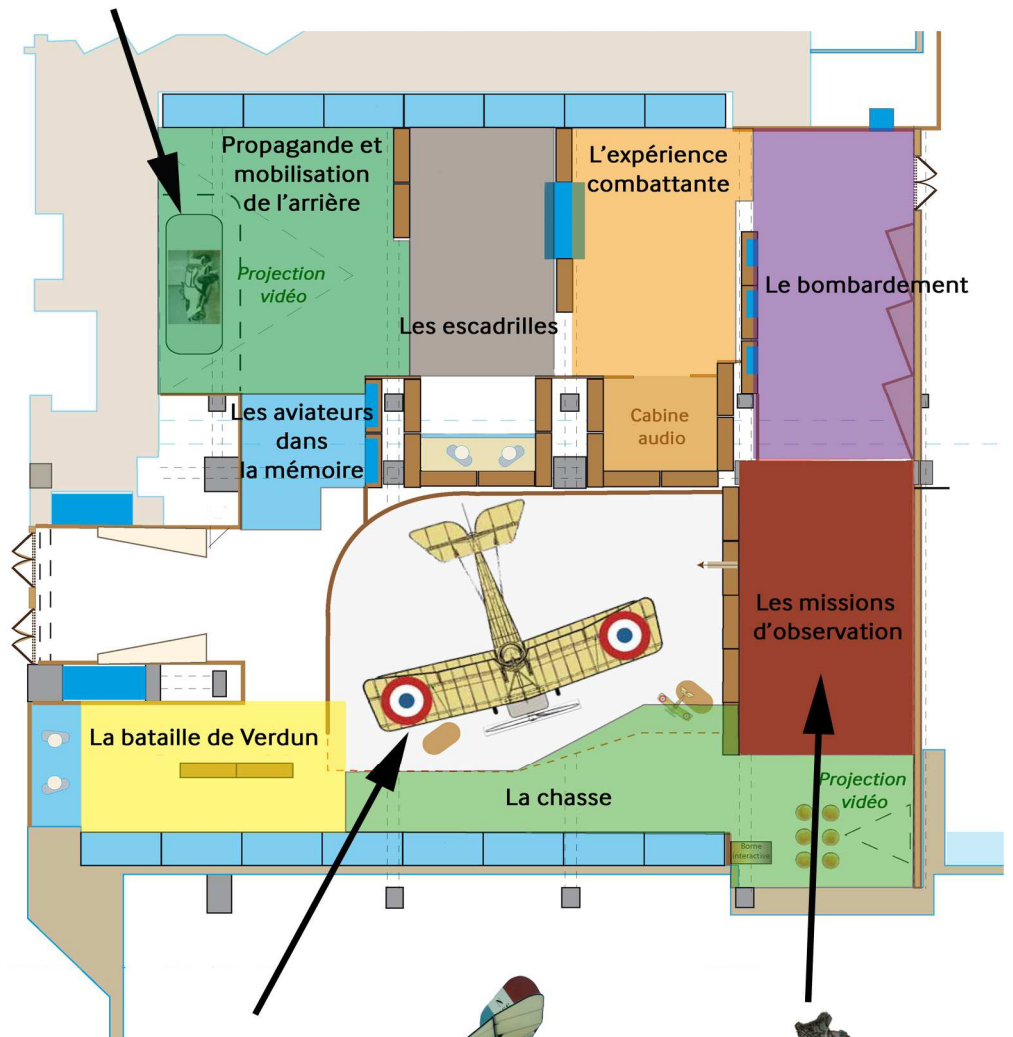 Propagande et
mobilisation
de l'arrière
Projection
vidéo
Les escadrilles
L'expérience
combattante
Le bombardement
Les aviateurs
dans
la mémoire
Cabine
audio
Les missions
d'observation
La bataille de Verdun
La chasse
Projection
vidéo
Borne
interactive